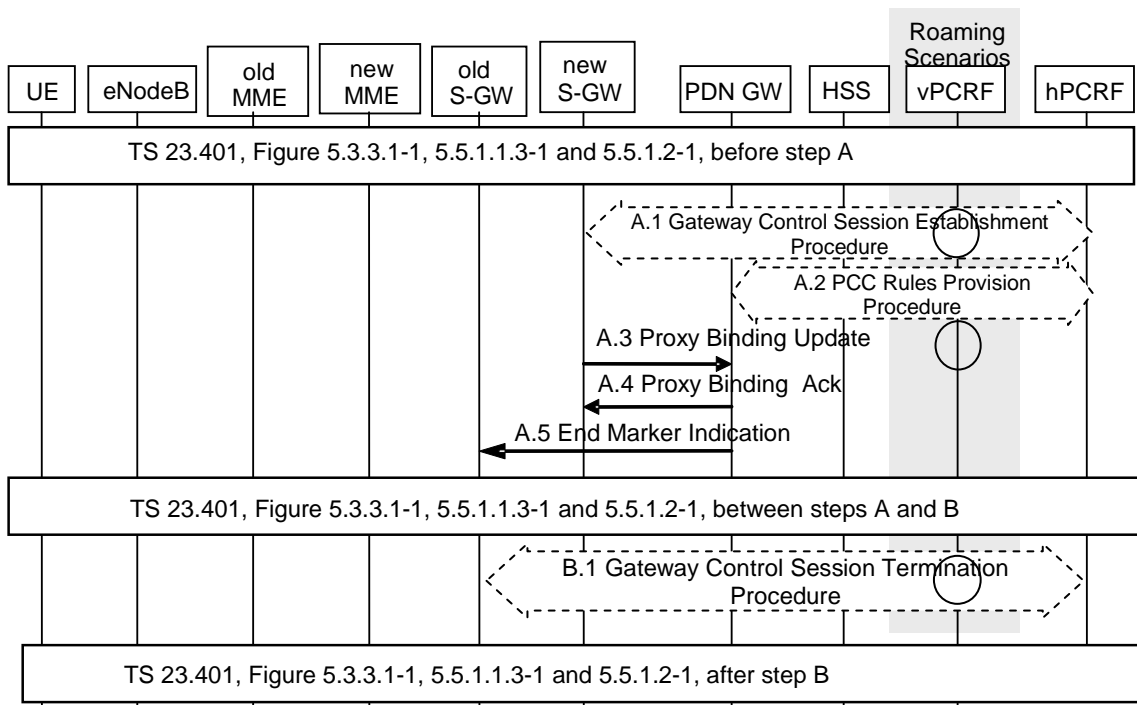 Roaming
Scenarios
UE
eNodeB
old
MME
new
MME
old
S-GW
new
S-GW
PDN GW
HSS
vPCRF
hPCRF
TS 23.401, Figure 5.3.3.1-1, 5.5.1.1.3-1 and 5.5.1.2-1, before step A
A.1 Gateway Control Session Establishment
Procedure
A.2 PCC Rules Provision
Procedure
A.3 Proxy Binding Update
A.4 Proxy Binding Ack
A.5 End Marker Indication
TS 23.401, Figure 5.3.3.1-1, 5.5.1.1.3-1 and 5.5.1.2-1, between steps A and B
B.1 Gateway Control Session Termination
Procedure
TS 23.401, Figure 5.3.3.1-1, 5.5.1.1.3-1 and 5.5.1.2-1, after step B